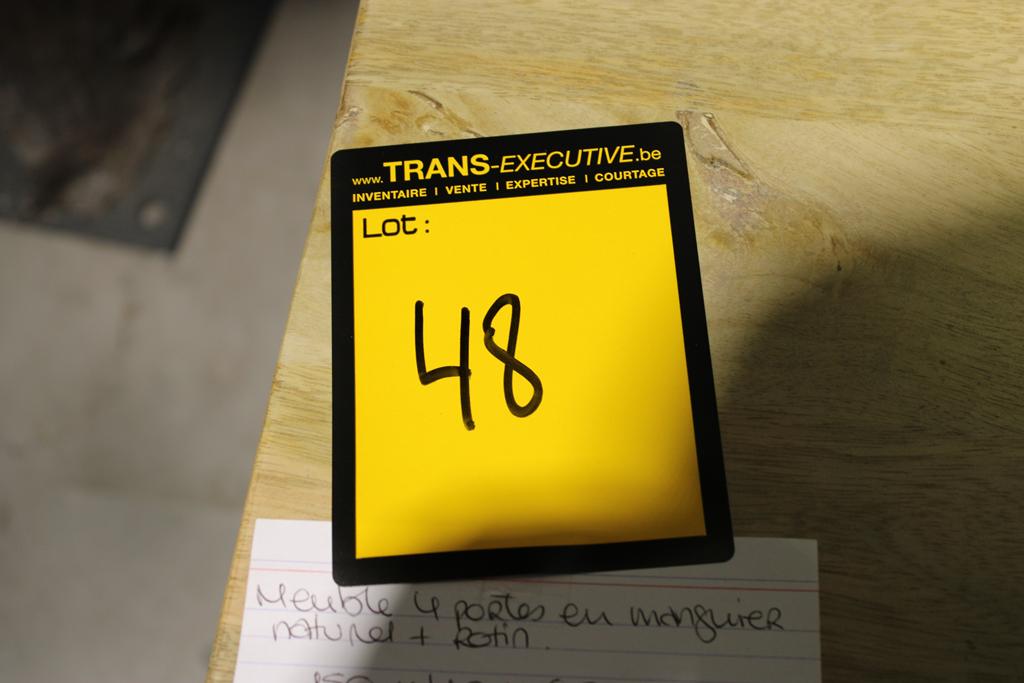 www.TRANS-EXECUTIVE.be
INVENTAIRE I VENTE I EXPERTISE I COURTAGE
Lot :
48
Meuble 4 portes en manguier
naturel + Rotin.